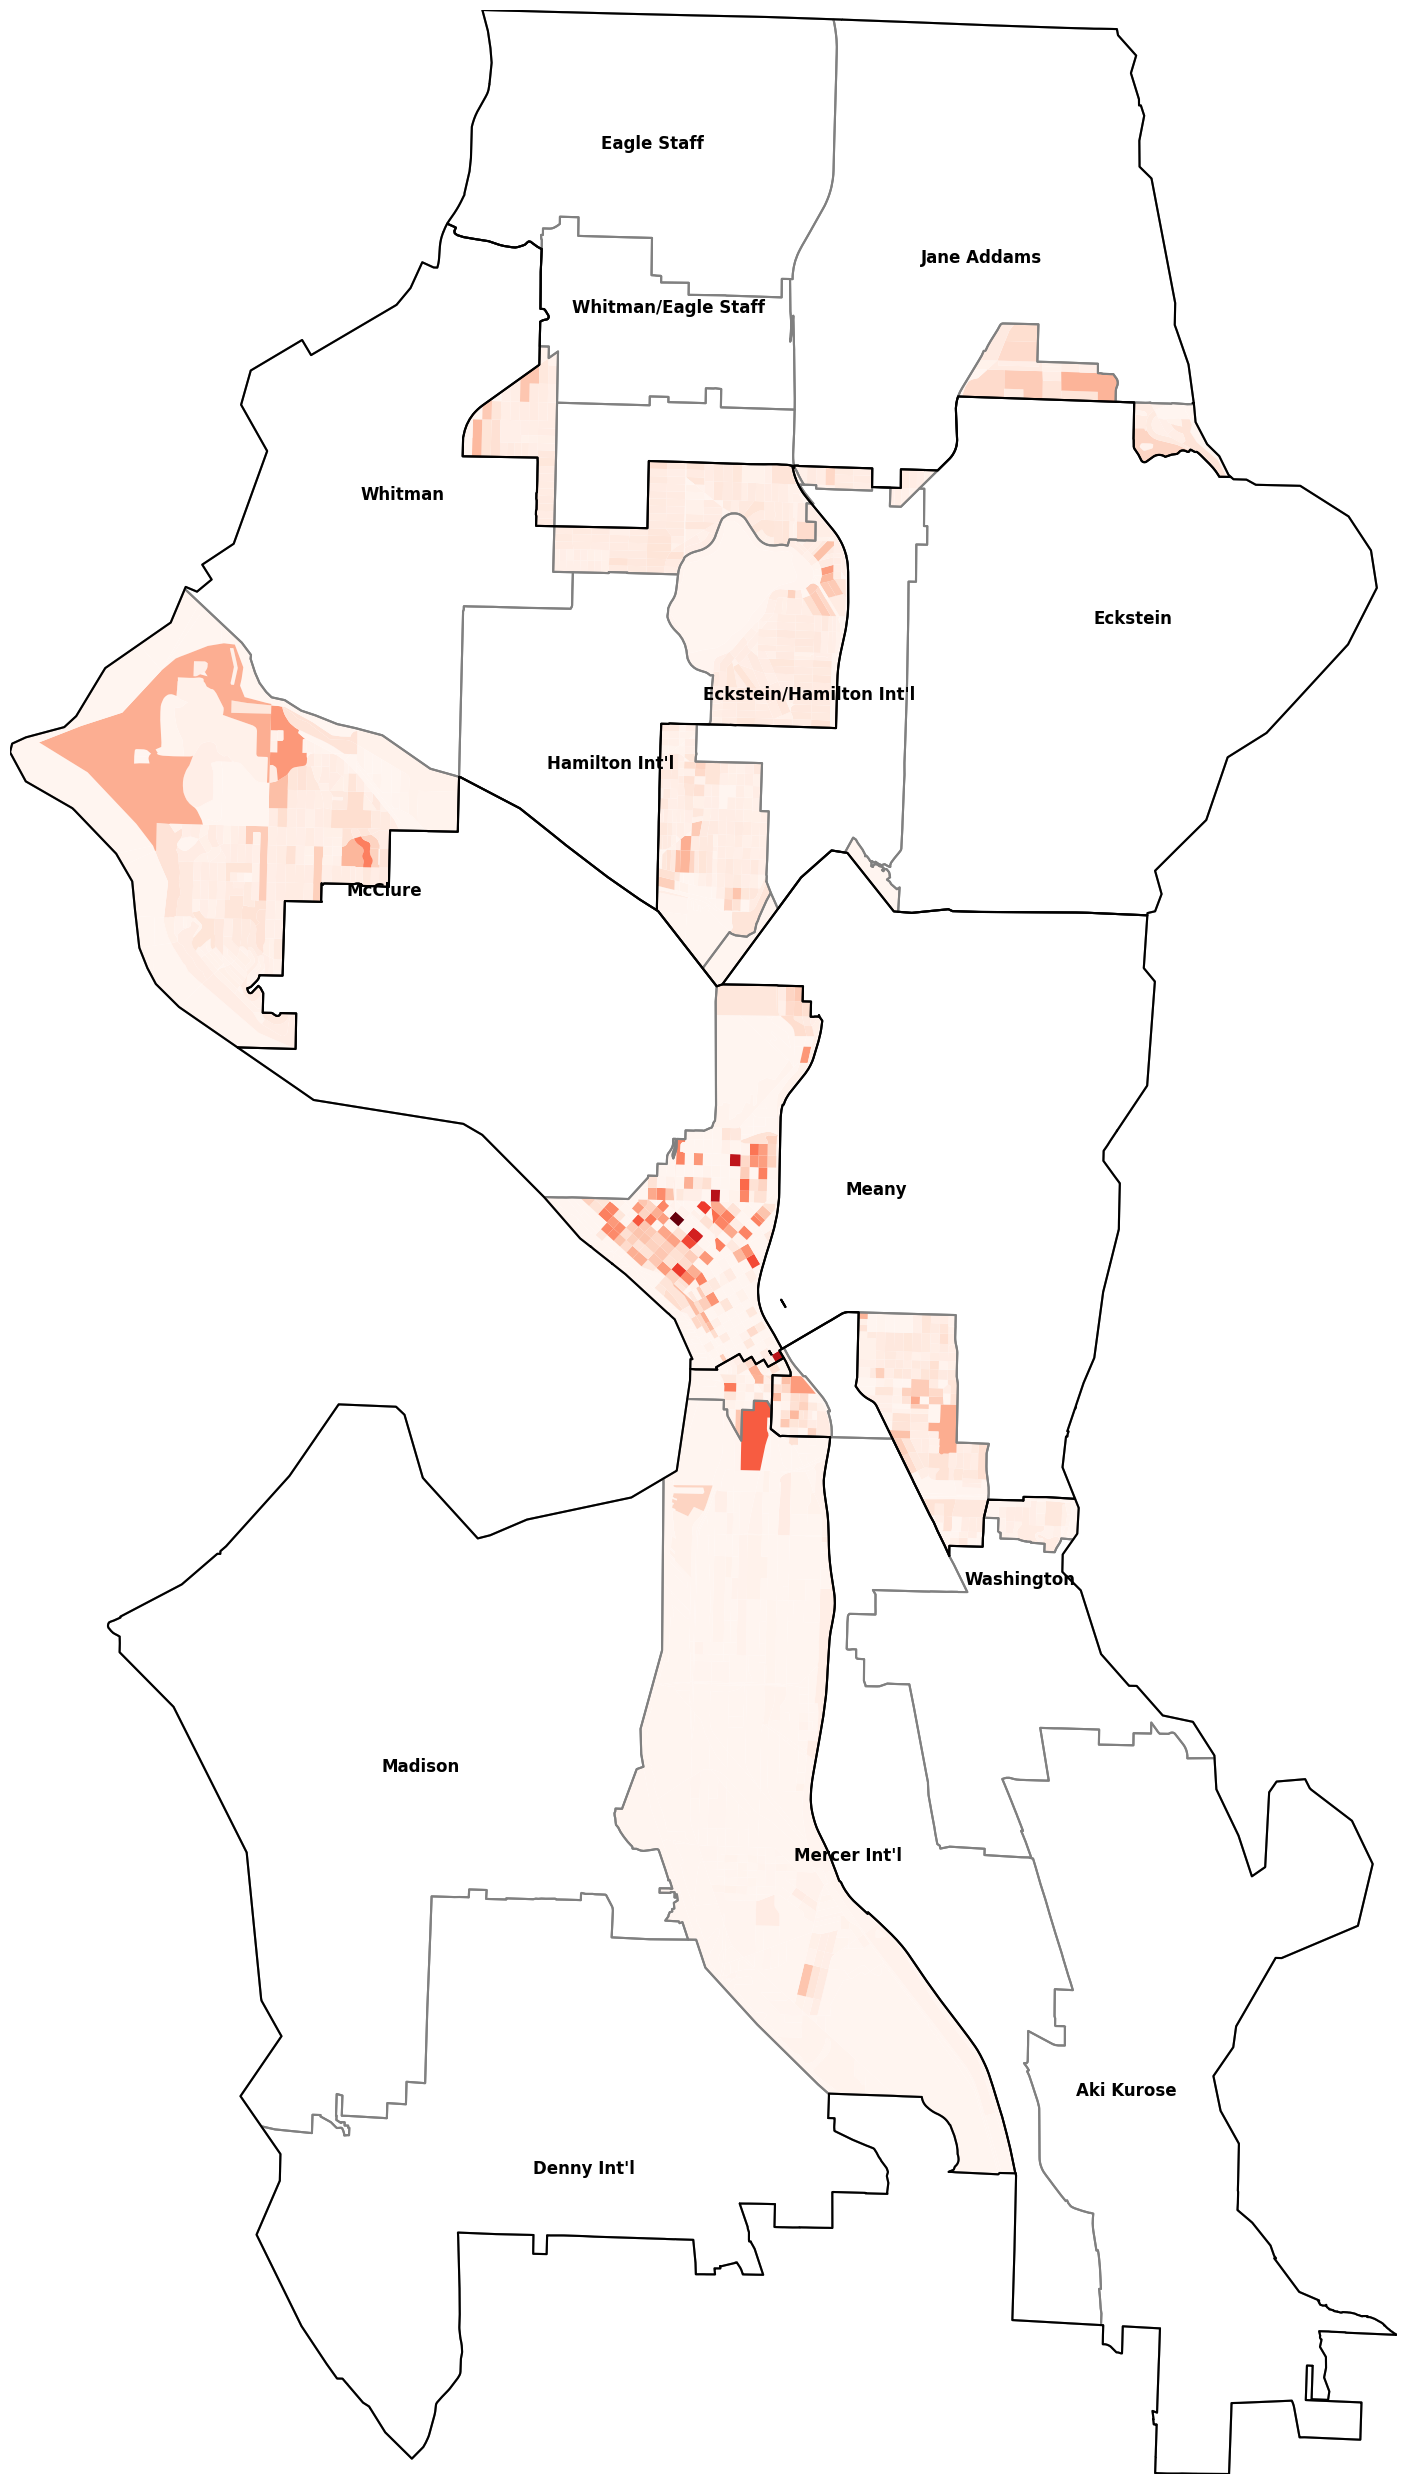 Eagle Staff
Jane Addams
Whitman/Eagle Staff
Whitman
Eckstein
Eckstein/Hamilton Int'l
Hamilton Int'l
McClure
Meany
Washington
Madison
Mercer Int'l
Aki Kurose
Denny Int'l